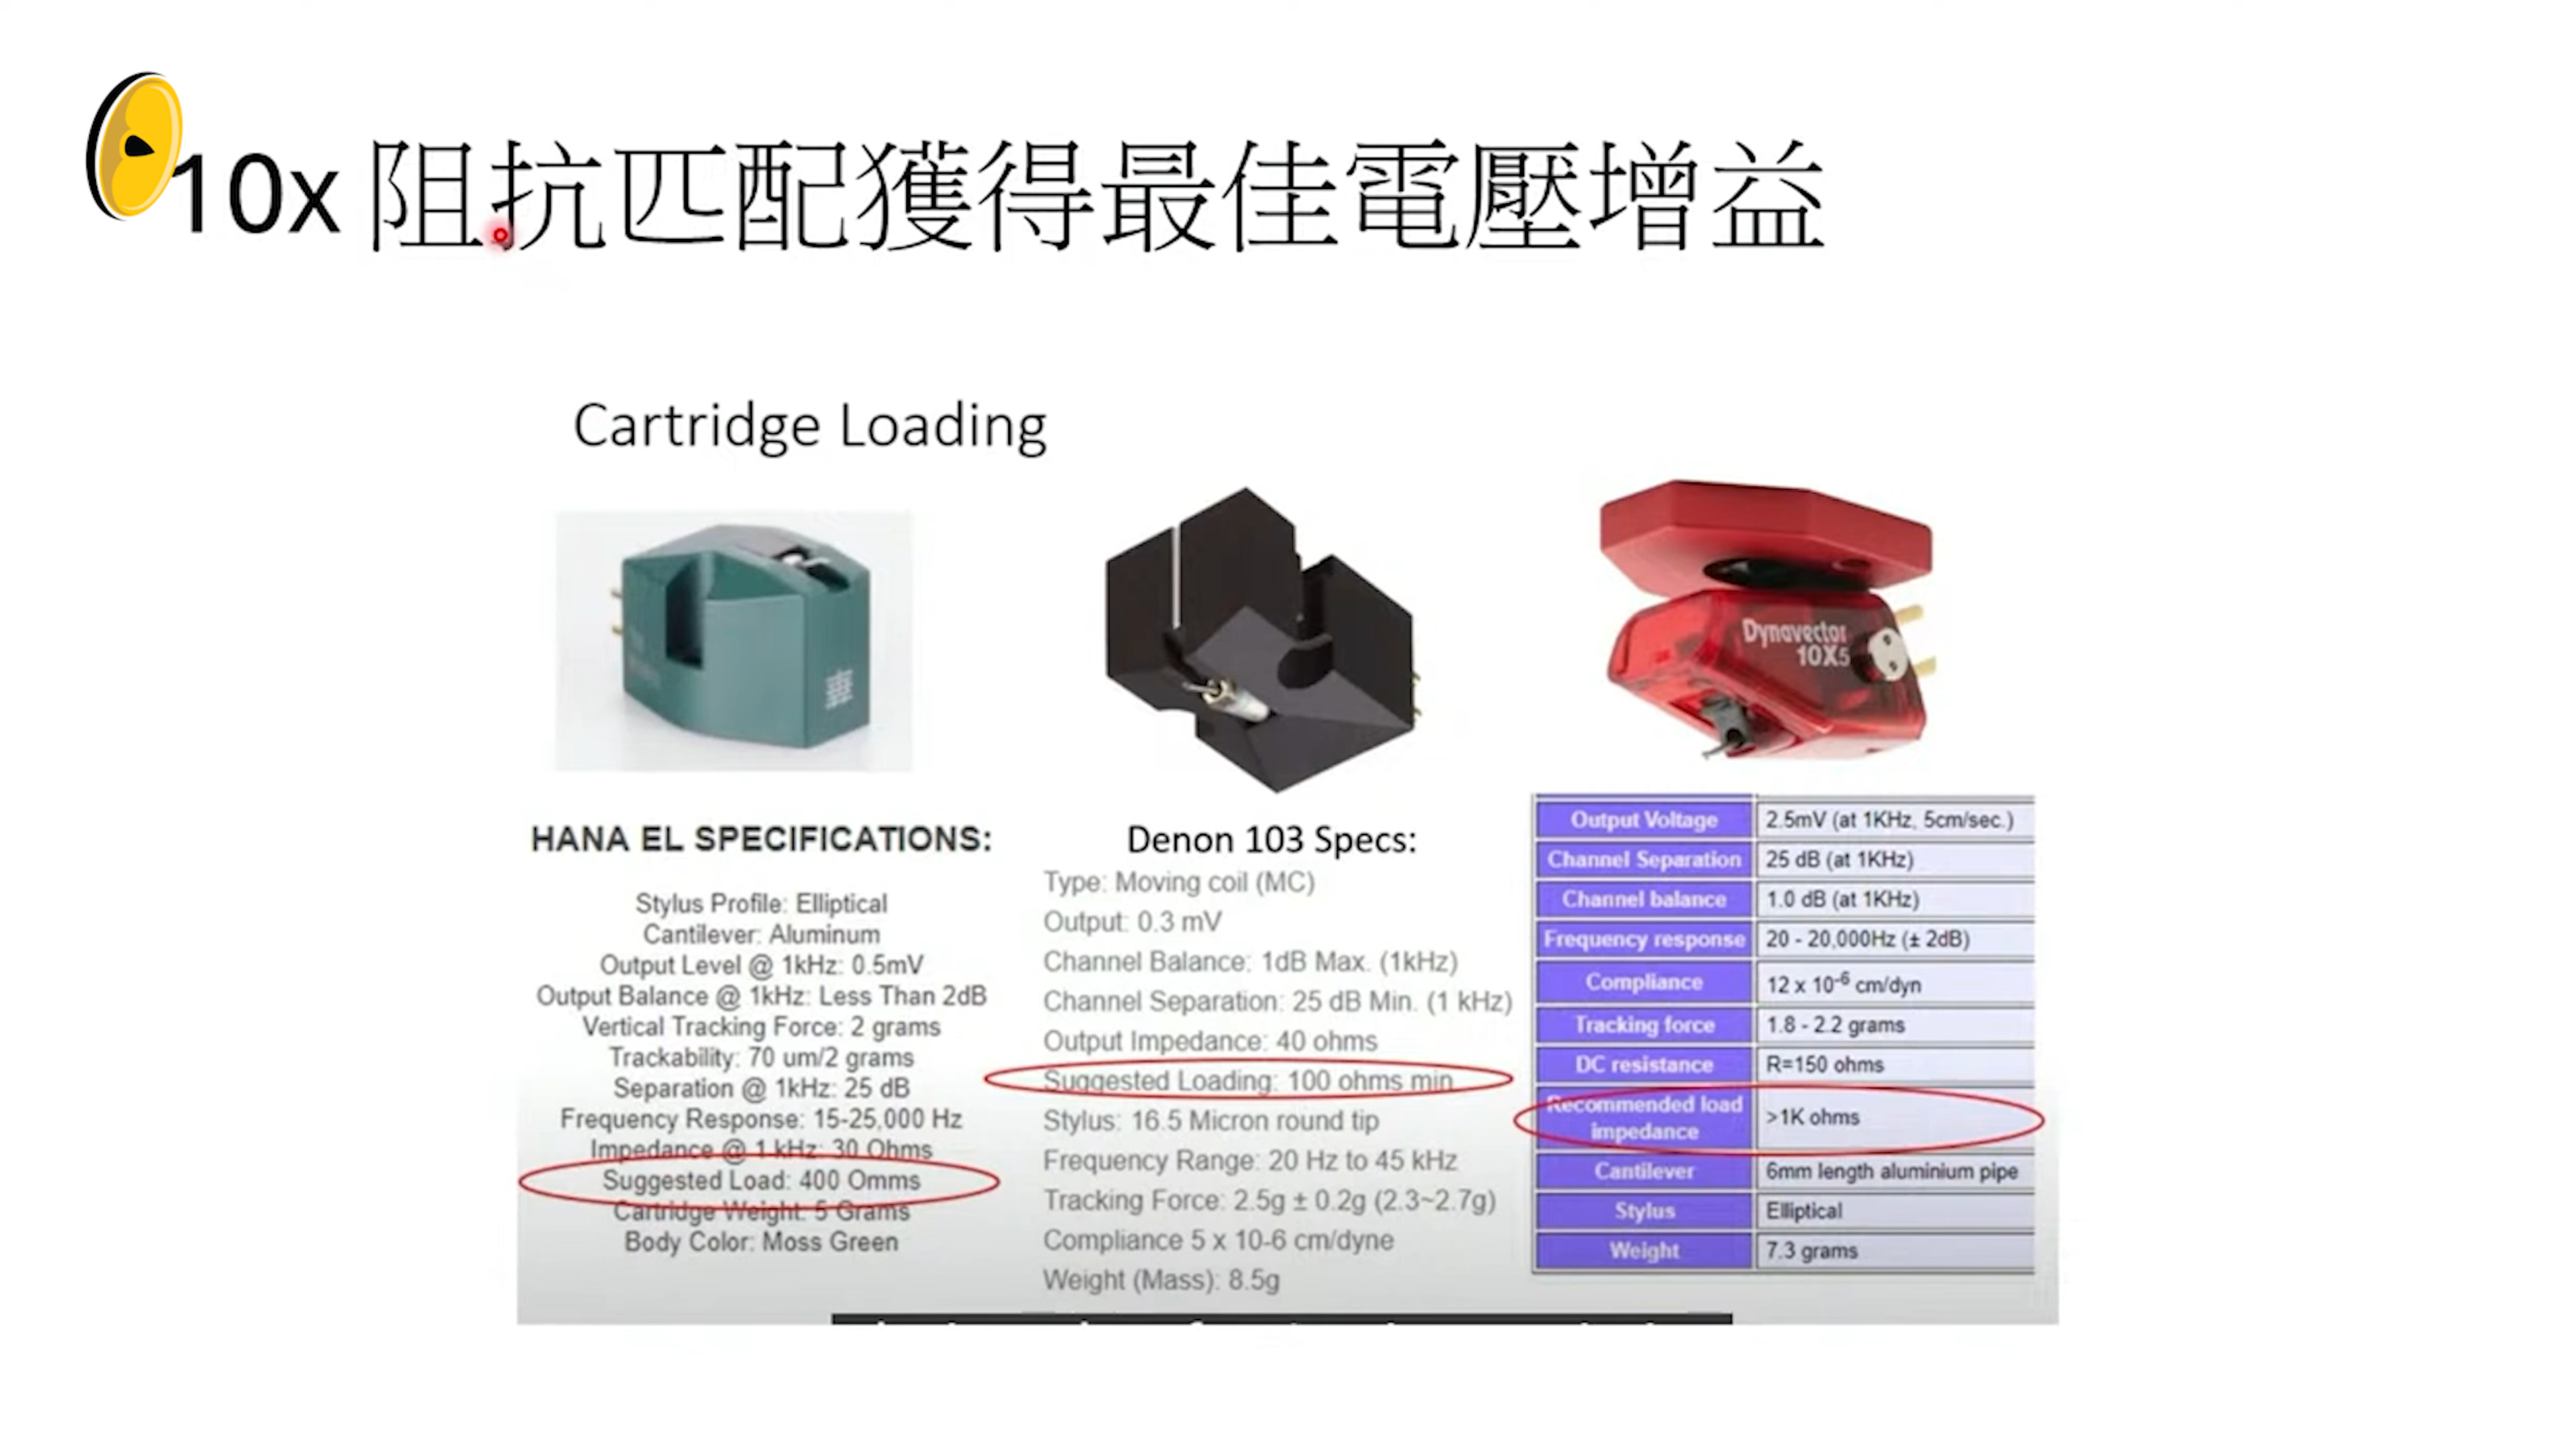 10x 阻抗匹配獲得最佳電壓增益
Cartridge Loading
Dynavector
10X5
HANA EL SPECIFICATIONS:
Stylus Profile: Elliptical
Cantilever: Aluminum
Output Level @ 1kHz: 0.5mV
Output Balance @ 1kHz: Less Than 2dB
Vertical Tracking Force: 2 grams
Trackability: 70 um/2 grams
Separation @ 1kHz: 25 dB
Frequency Response: 15-25,000 Hz
Impedance @ 1 kHz: 30 Ohms
Suggested Load: 400 Omms
Cartridge Weight: 5 Grams
Body Color: Moss Green
Denon 103 Specs:
Type: Moving coil (MC)
Output: 0.3 mV
Channel Balance: 1dB Max. (1kHz)
Channel Separation: 25 dB Min. (1 kHz)
Output Impedance: 40 ohms
Suggested Loading: 100 ohms min
Stylus: 16.5 Micron round tip
Frequency Range: 20 Hz to 45 kHz
Tracking Force: 2.5g ± 0.2g (2.3~2.7g)
Compliance 5 x 10-6 cm/dyne
Weight (Mass): 8.5g
Output Voltage 2.5mV (at 1KHz, 5cm/sec.)
Channel Separation 25 dB (at 1KHz)
Channel balance 1.0 dB (at 1KHz)
Frequency response 20 - 20,000Hz (± 2dB)
Compliance 12 x 10-6 cm/dyn
Tracking force 1.8 - 2.2 grams
DC resistance R=150 ohms
Recommended load impedance >1K ohms
Cantilever 6mm length aluminium pipe
Stylus Elliptical
Weight 7.3 grams